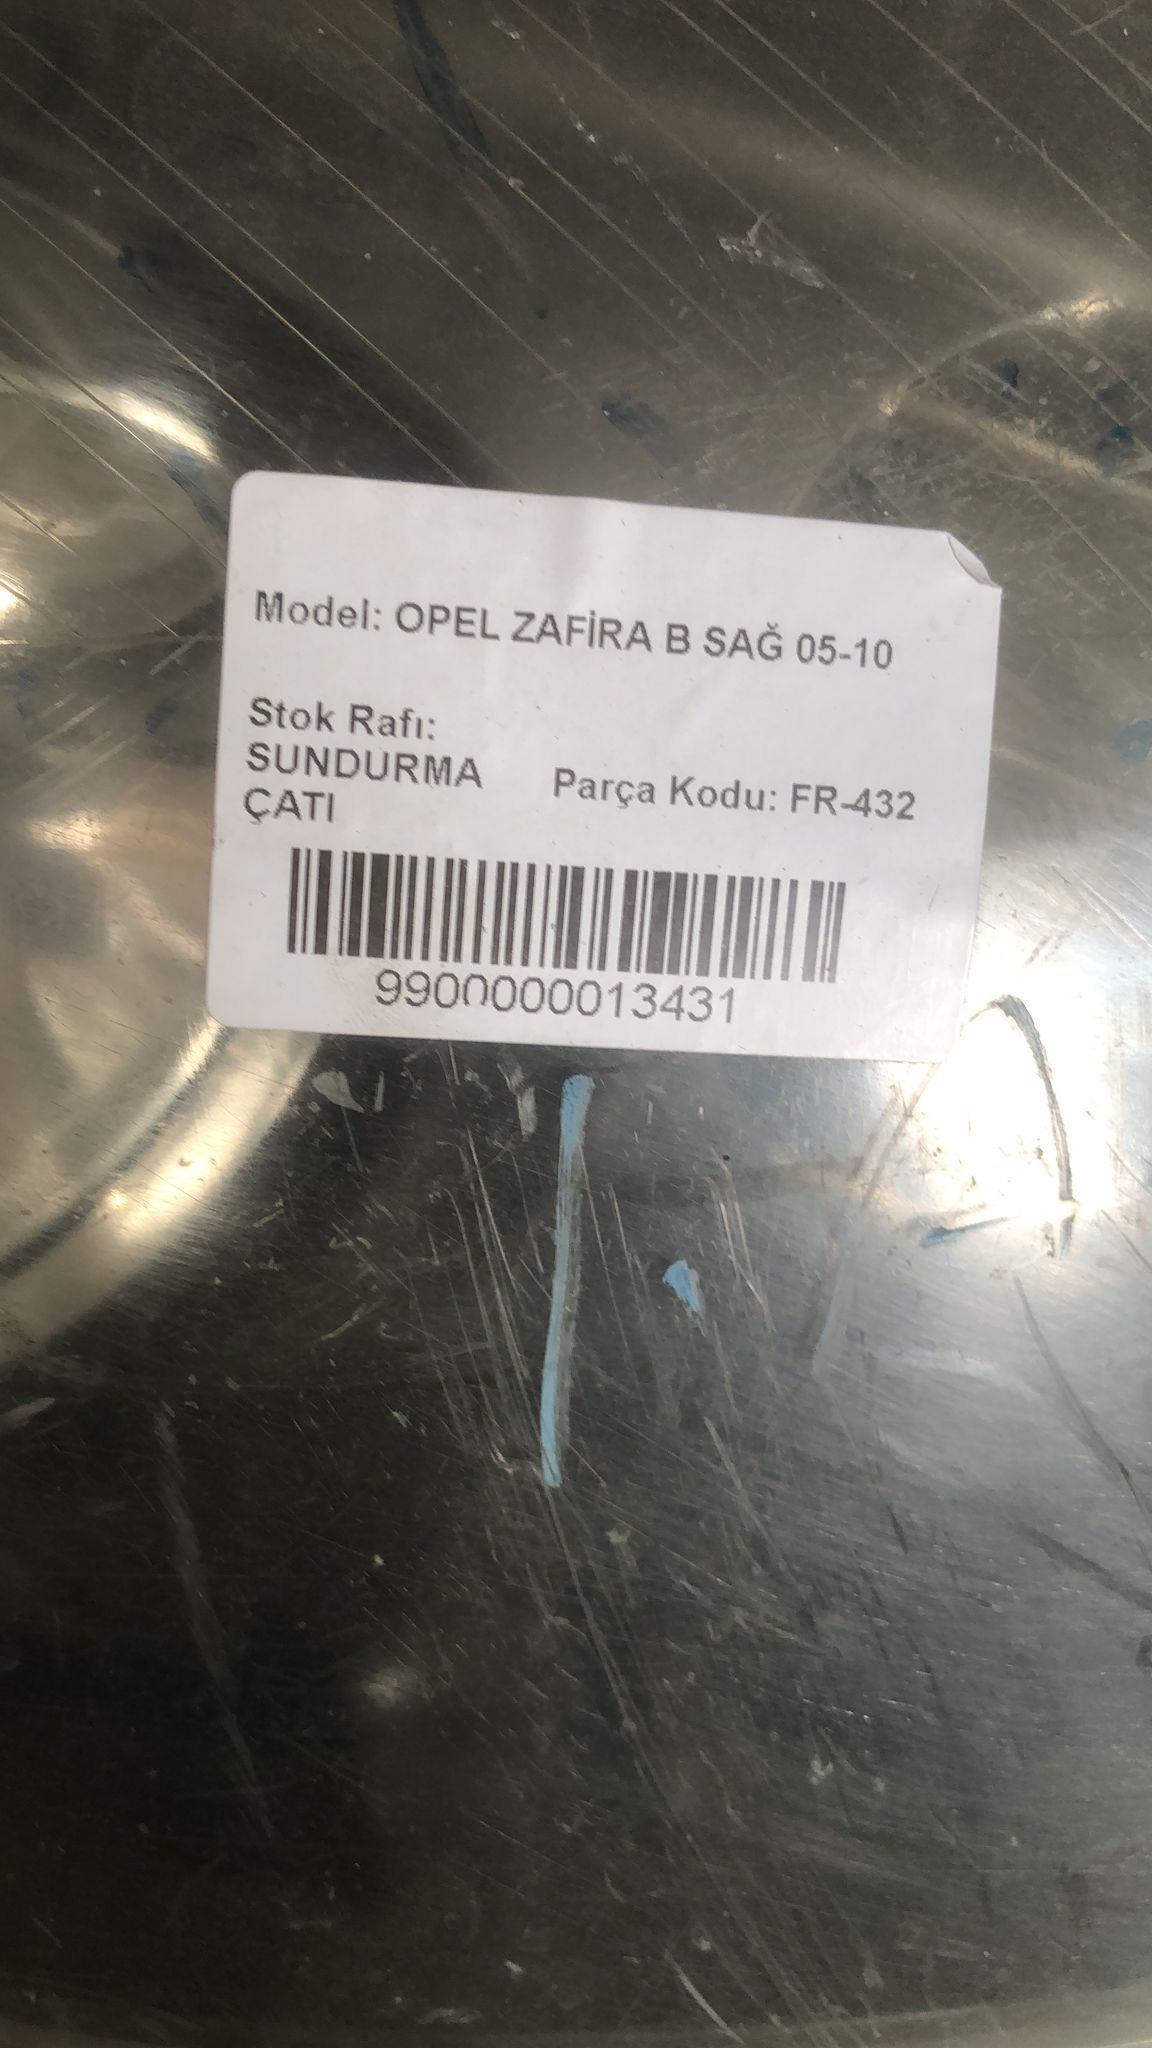 Model: OPEL ZAFİRA B SAĞ 05-10
Stok Rafı:
SUNDURMA
ÇATI
Parça Kodu: FR-432
9900000013431